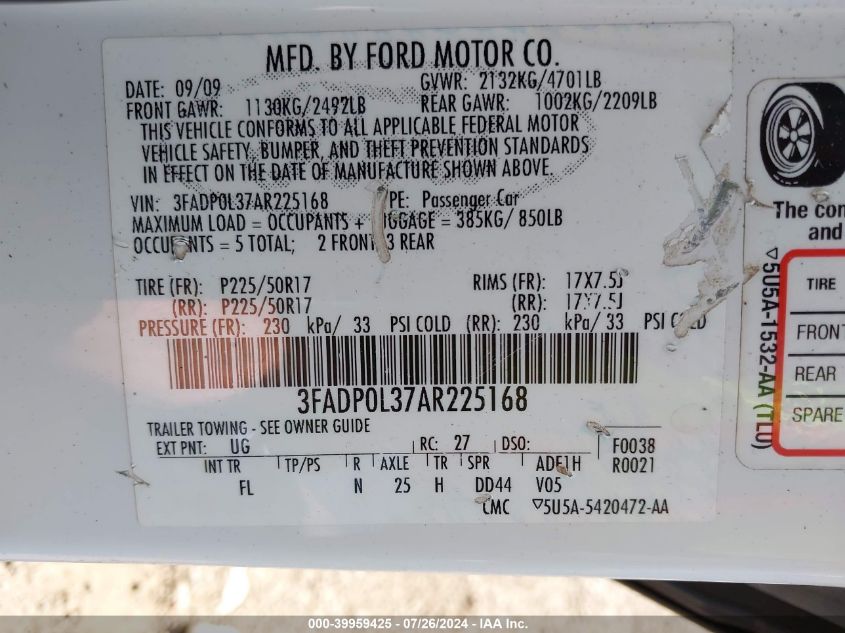 MFD. BY FORD MOTOR CO.
DATE: 09/09 GVWR: 2132KG/4701LB
FRONT GAWR: 1130KG/2492LB REAR GAWR: 1002KG/2209LB
THIS VEHICLE CONFORMS TO ALL APPLICABLE FEDERAL MOTOR
VEHICLE SAFETY, BUMPER, AND THEFT PREVENTION STANDARDS
IN EFFECT ON THE DATE OF MANUFACTURE SHOWN ABOVE.
VIN: 3FADP0L37AR225168 PE: Passenger Car
MAXIMUM LOAD = OCCUPANTS + GGAGE = 385KG/ 850LB
OCCUPANTS = 5 TOTAL; 2 FRONT 3 REAR
TIRE (FR): P225/50R17 RIMS (FR): 17X7.5J
(RR): P225/50R17 (RR): 17X7.5J
PRESSURE (FR): 230 kPa/ 33 PSI COLD (RR): 230 kPa/ 33 PSI COLD
3FADP0L37AR225168
TRAILER TOWING - SEE OWNER GUIDE
EXT PNT: UG RC: 27 DSO: F0038
INT TR TP/PS R AXLE TR SPR ADE1H R0021
FL N 25 H DD44 V05
CMC ▽5U5A-5420472-AA
The com
and
▽5U5A-1532-AA (TL0)
TIRE
FRONT
REAR
SPARE
000-39959425 - 07/26/2024 - IAA Inc.